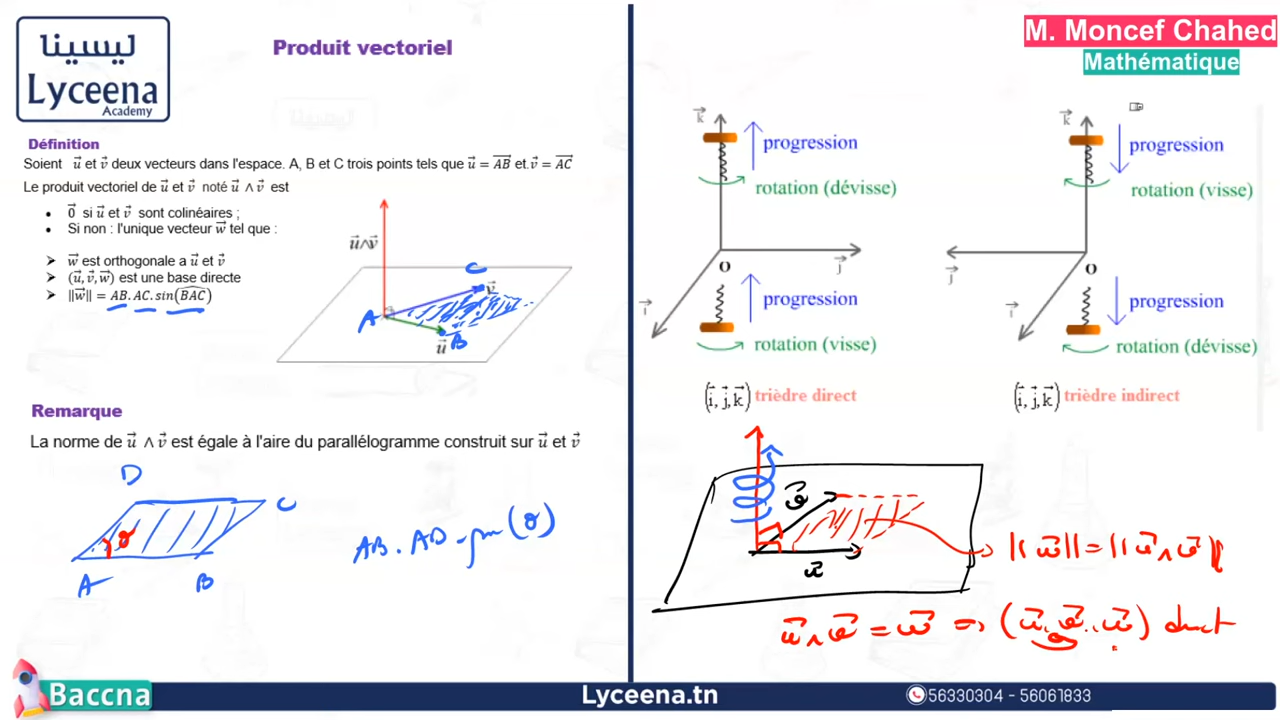 ليسينا
Lyceena
Academy
Produit vectoriel
M. Moncef Chahed
Mathématique
Définition
Soient u⃗ et v⃗ deux vecteurs dans l'espace. A, B et C trois points tels que u⃗ = A⃗B⃗ et.v⃗ = A⃗C⃗
Le produit vectoriel de u⃗ et v⃗ noté u⃗ ∧ v⃗ est
• 0⃗ si u⃗ et v⃗ sont colinéaires ;
• Si non : l'unique vecteur w⃗ tel que :
➤ w⃗ est orthogonale a u⃗ et v⃗
➤ (u⃗, v⃗, w⃗) est une base directe
➤ ‖w⃗‖ = AB. AC. sin(BAC)
u⃗∧v⃗
C
v⃗
A
B
u⃗
Remarque
La norme de u⃗ ∧ v⃗ est égale à l'aire du parallélogramme construit sur u⃗ et v⃗
D
C
θ
A
B
AB . AD .
(θ)
k⃗
progression
rotation (dévisse)
O
j⃗
i⃗
progression
rotation (visse)
(i⃗, j⃗, k⃗) trièdre direct
k⃗
progression
rotation (visse)
O
j⃗
i⃗
progression
rotation (dévisse)
(i⃗, j⃗, k⃗) trièdre indirect
v⃗
u⃗
‖w⃗‖ = ‖u⃗ ∧ v⃗‖
u⃗ ∧ v⃗ = w⃗ ⇒ (u⃗, v⃗, w⃗) direct
Baccna
Lyceena.tn
56330304 - 56061833